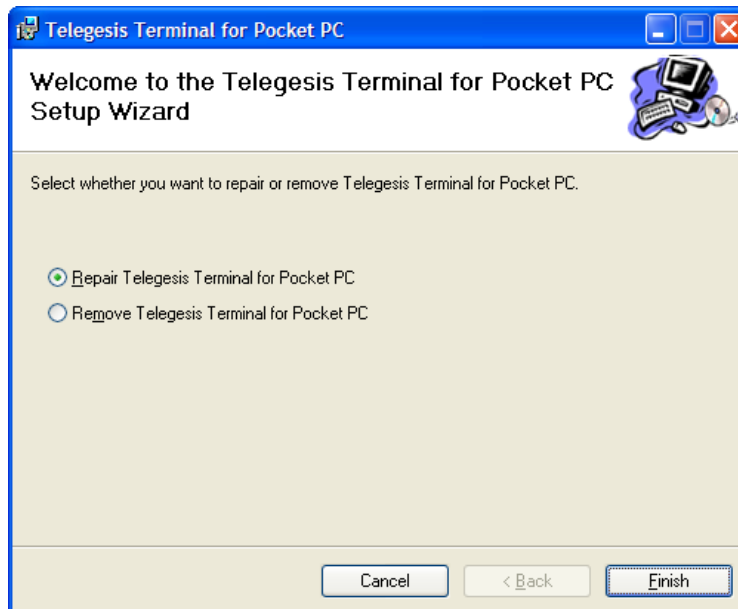 Telegesis Terminal for Pocket PC
Welcome to the Telegesis Terminal for Pocket PC
Setup Wizard
Select whether you want to repair or remove Telegesis Terminal for Pocket PC.
Repair Telegesis Terminal for Pocket PC
Remove Telegesis Terminal for Pocket PC
Cancel
< Back
Finish